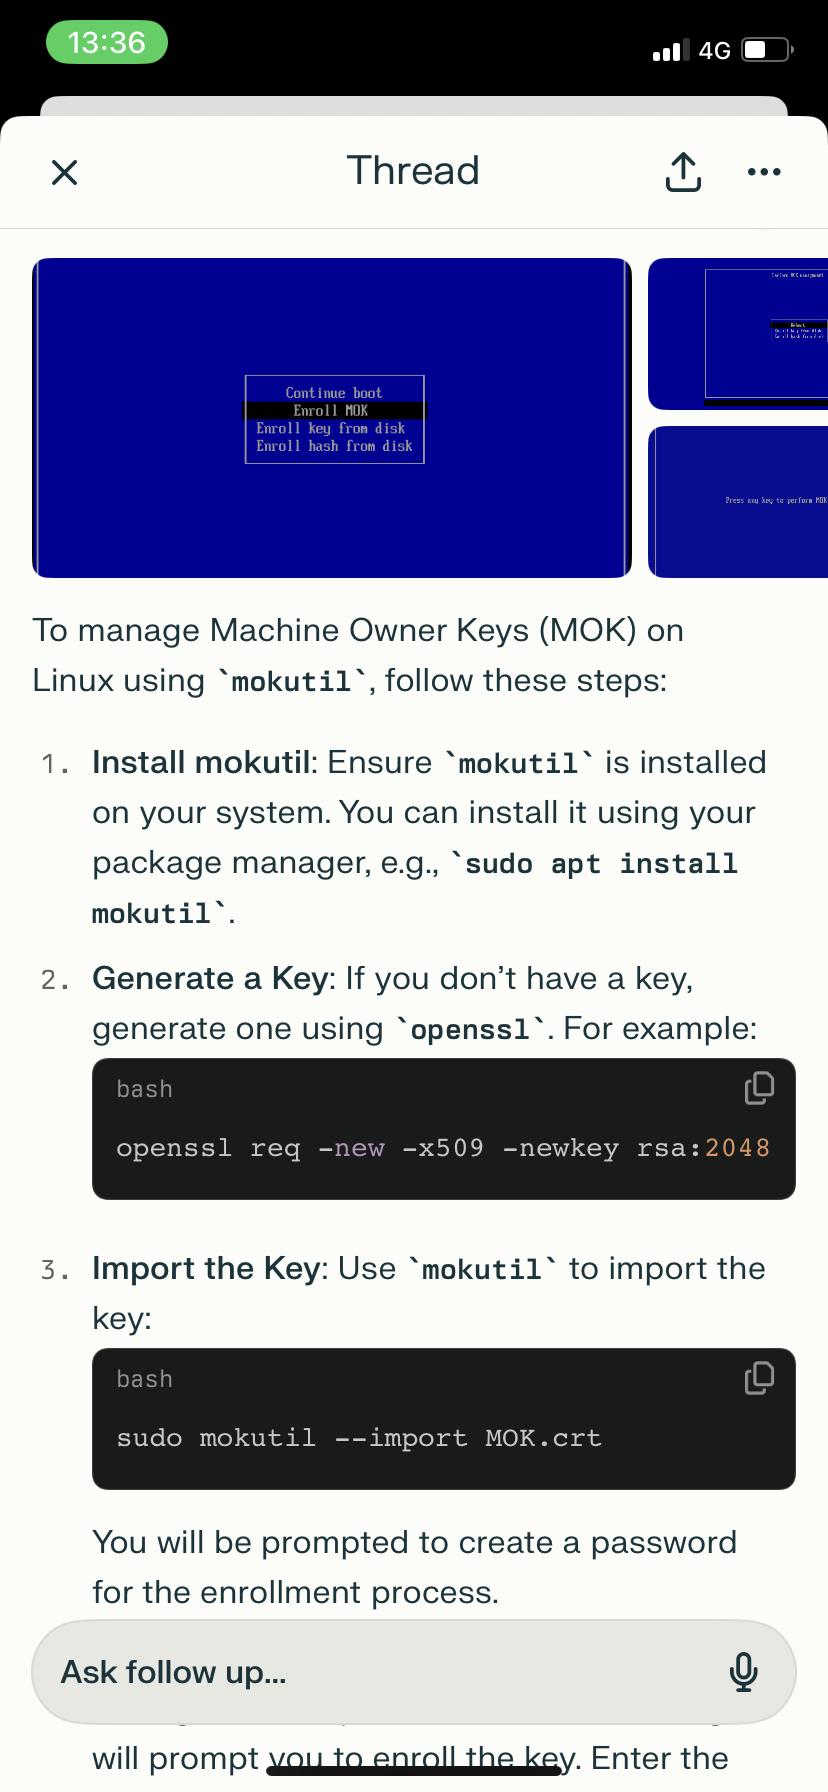 13:36
4G
Thread
Continue boot
Enroll MOK
Enroll key from disk
Enroll hash from disk
Perform MOK management
Reboot
Enroll key from disk
Enroll hash from disk
Press any key to perform MOK
To manage Machine Owner Keys (MOK) on
Linux using `mokutil`, follow these steps:
1. Install mokutil: Ensure `mokutil` is installed
on your system. You can install it using your
package manager, e.g., `sudo apt install
mokutil`.
2. Generate a Key: If you don’t have a key,
generate one using `openssl`. For example:
bash
openssl req -new -x509 -newkey rsa:2048
3. Import the Key: Use `mokutil` to import the
key:
bash
sudo mokutil --import MOK.crt
You will be prompted to create a password
for the enrollment process.
Ask follow up...
will prompt you to enroll the key. Enter the